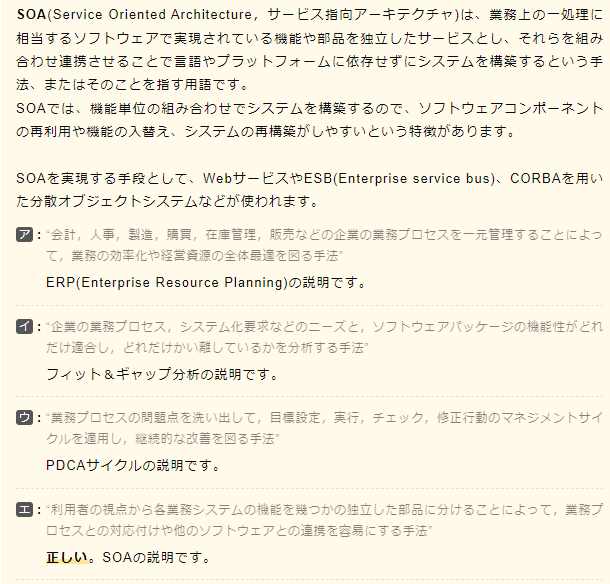 SOA(Service Oriented Architecture，サービス指向アーキテクチャ)は、業務上の一処理に
相当するソフトウェアで実現されている機能や部品を独立したサービスとし、それらを組み
合わせ連携させることで言語やプラットフォームに依存せずにシステムを構築するという手
法、またはそのことを指す用語です。
SOAでは、機能単位の組み合わせでシステムを構築するので、ソフトウェアコンポーネント
の再利用や機能の入替え、システムの再構築がしやすいという特徴があります。
SOAを実現する手段として、WebサービスやESB(Enterprise service bus)、CORBAを用い
た分散オブジェクトシステムなどが使われます。
ア：“会計，人事，製造，購買，在庫管理，販売などの企業の業務プロセスを一元管理することによっ
て，業務の効率化や経営資源の全体最適を図る手法”
ERP(Enterprise Resource Planning)の説明です。
イ：“企業の業務プロセス，システム化要求などのニーズと，ソフトウェアパッケージの機能性がどれ
だけ適合し，どれだけかい離しているかを分析する手法”
フィット＆ギャップ分析の説明です。
ウ：“業務プロセスの問題点を洗い出して，目標設定，実行，チェック，修正行動のマネジメントサイ
クルを適用し，継続的な改善を図る手法”
PDCAサイクルの説明です。
エ：“利用者の視点から各業務システムの機能を幾つかの独立した部品に分けることによって，業務プ
ロセスとの対応付けや他のソフトウェアとの連携を容易にする手法”
正しい。SOAの説明です。